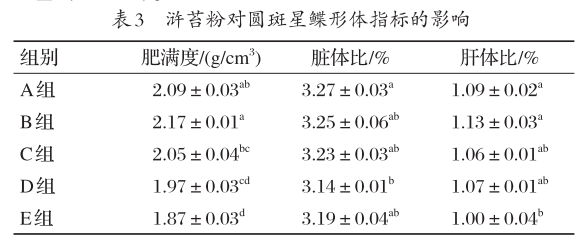 表3 浒苔粉对圆斑星鲽形体指标的影响
组别 肥满度/(g/cm³) 脏体比/% 肝体比/%
A组 2.09±0.03ᵃᵇ 3.27±0.03ᵃ 1.09±0.02ᵃ
B组 2.17±0.01ᵃ 3.25±0.06ᵃᵇ 1.13±0.03ᵃ
C组 2.05±0.04ᵇᶜ 3.23±0.03ᵃᵇ 1.06±0.01ᵃᵇ
D组 1.97±0.03ᶜᵈ 3.14±0.01ᵇ 1.07±0.01ᵃᵇ
E组 1.87±0.03ᵈ 3.19±0.04ᵃᵇ 1.00±0.04ᵇ